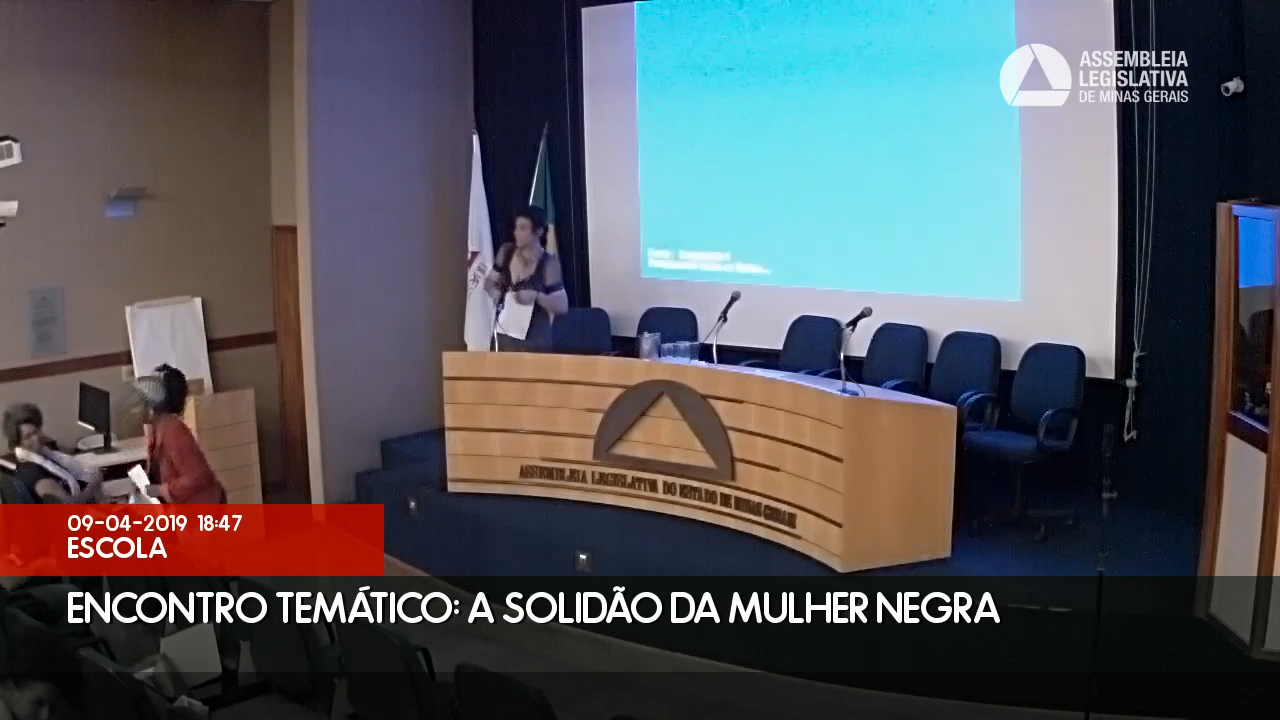 ASSEMBLEIA
LEGISLATIVA
DE MINAS GERAIS
ASSEMBLEIA LEGISLATIVA DO ESTADO DE MINAS GERAIS
09-04-2019 18:47
ESCOLA
ENCONTRO TEMÁTICO: A SOLIDÃO DA MULHER NEGRA